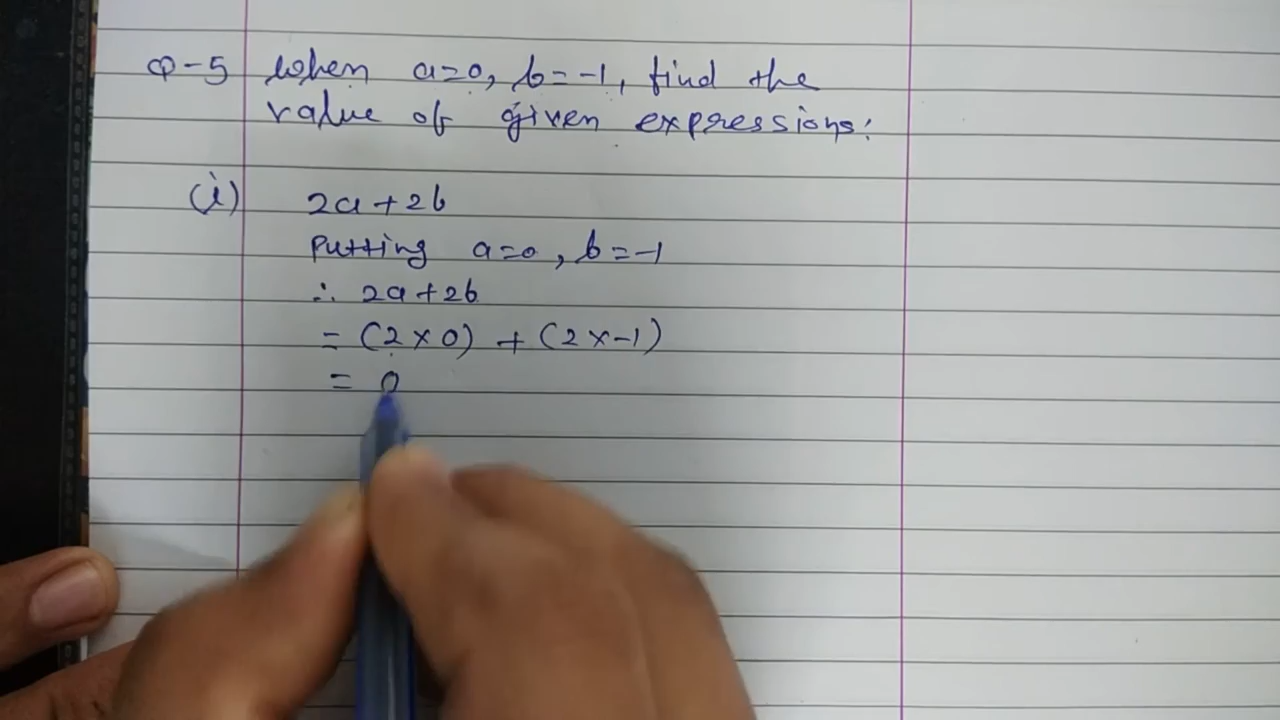 Q-5 When a=0, b=-1, find the
value of given expressions:
(i) 2a+2b
Putting a=0, b=-1
∴ 2a+2b
= (2×0) + (2×-1)
= 0